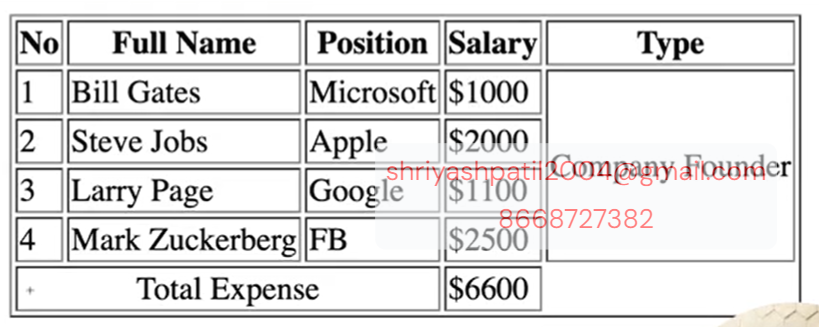 No Full Name Position Salary Type
1 Bill Gates Microsoft $1000 Company Founder
2 Steve Jobs Apple $2000
shriyashpatil2004@gmail.com
3 Larry Page Google $1100
8668727382
4 Mark Zuckerberg FB $2500
Total Expense $6600